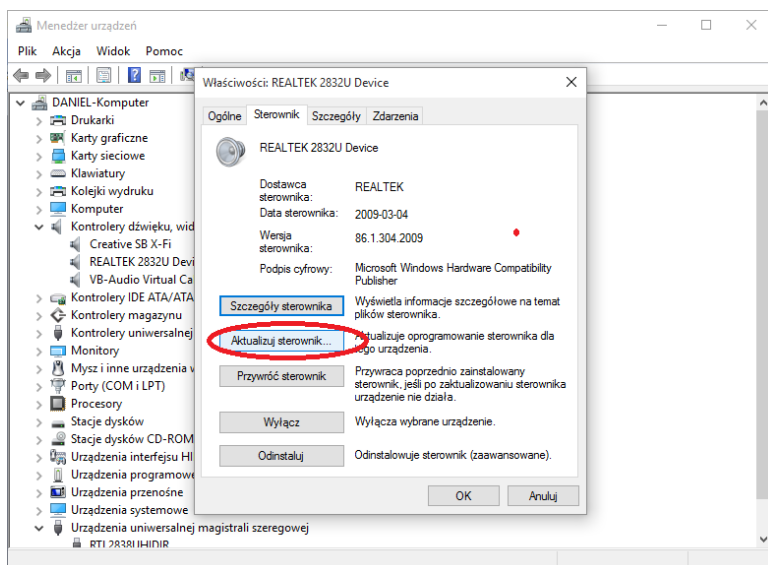 Menedżer urządzeń
Plik Akcja Widok Pomoc
DANIEL-Komputer
Drukarki
Karty graficzne
Karty sieciowe
Klawiatury
Kolejki wydruku
Komputer
Kontrolery dźwięku, wid
Creative SB X-Fi
REALTEK 2832U Devi
VB-Audio Virtual Ca
Kontrolery IDE ATA/ATA
Kontrolery magazynu
Kontrolery uniwersalnej
Monitory
Mysz i inne urządzenia w
Porty (COM i LPT)
Procesory
Stacje dysków
Stacje dysków CD-ROM
Urządzenia interfejsu HI
Urządzenia programowe
Urządzenia przenośne
Urządzenia systemowe
Urządzenia uniwersalnej magistrali szeregowej
RTL2838UHIDIR
Właściwości: REALTEK 2832U Device
Ogólne Sterownik Szczegóły Zdarzenia
REALTEK 2832U Device
Dostawca
sterownika:
REALTEK
Data sterownika: 2009-03-04
Wersja
sterownika:
86.1.304.2009
Podpis cyfrowy: Microsoft Windows Hardware Compatibility
Publisher
Szczegóły sterownika
Wyświetla informacje szczegółowe na temat
plików sterownika.
Aktualizuj sterownik...
Aktualizuje oprogramowanie sterownika dla
tego urządzenia.
Przywróć sterownik
Przywraca poprzednio zainstalowany
sterownik, jeśli po zaktualizowaniu sterownika
urządzenie nie działa.
Wyłącz
Wyłącza wybrane urządzenie.
Odinstaluj
Odinstalowuje sterownik (zaawansowane).
OK Anuluj